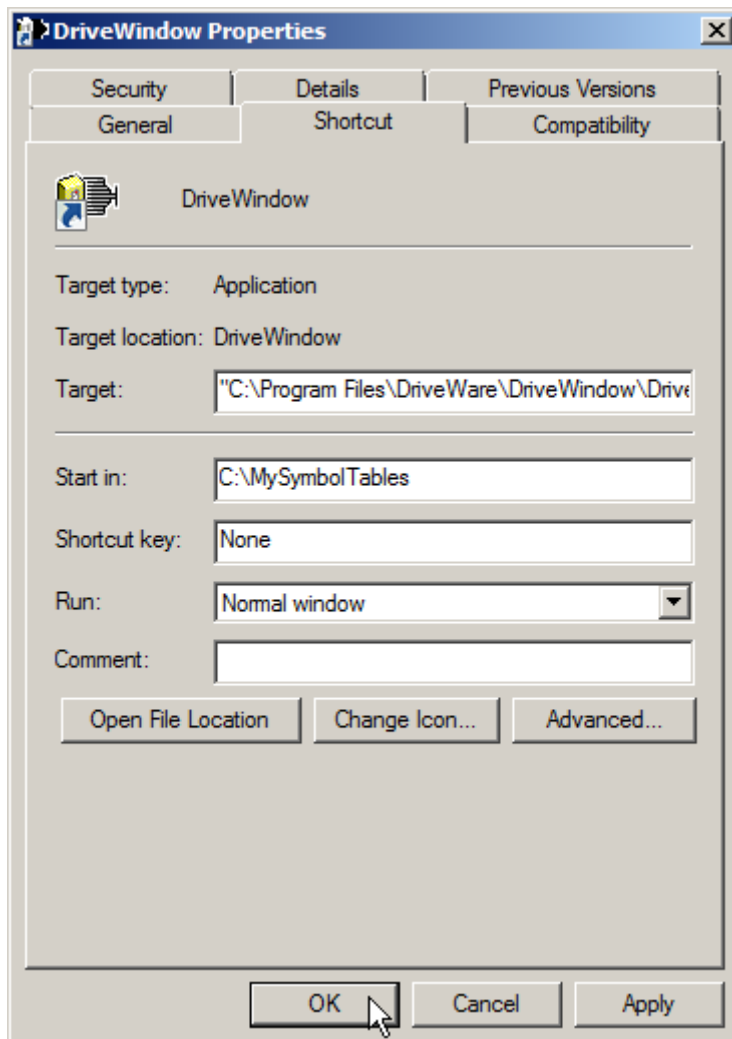 DriveWindow Properties
Security Details Previous Versions
General Shortcut Compatibility
DriveWindow
Target type: Application
Target location: DriveWindow
Target: "C:\Program Files\DriveWare\DriveWindow\Drive
Start in: C:\MySymbolTables
Shortcut key: None
Run: Normal window
Comment:
Open File Location Change Icon... Advanced...
OK Cancel Apply